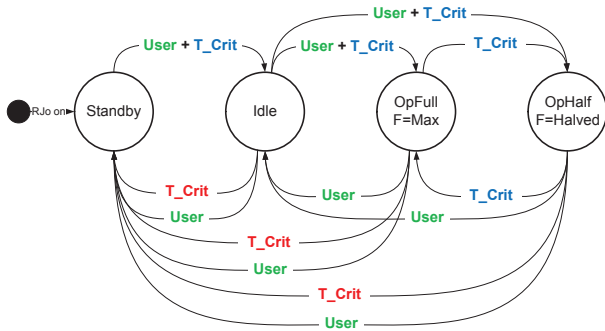 User + T_Crit
User + T_Crit
User + T_Crit
T_Crit
RJo on
Standby
Idle
OpFull
F=Max
OpHalf
F=Halved
T_Crit
User
User
T_Crit
User
T_Crit
User
T_Crit
User